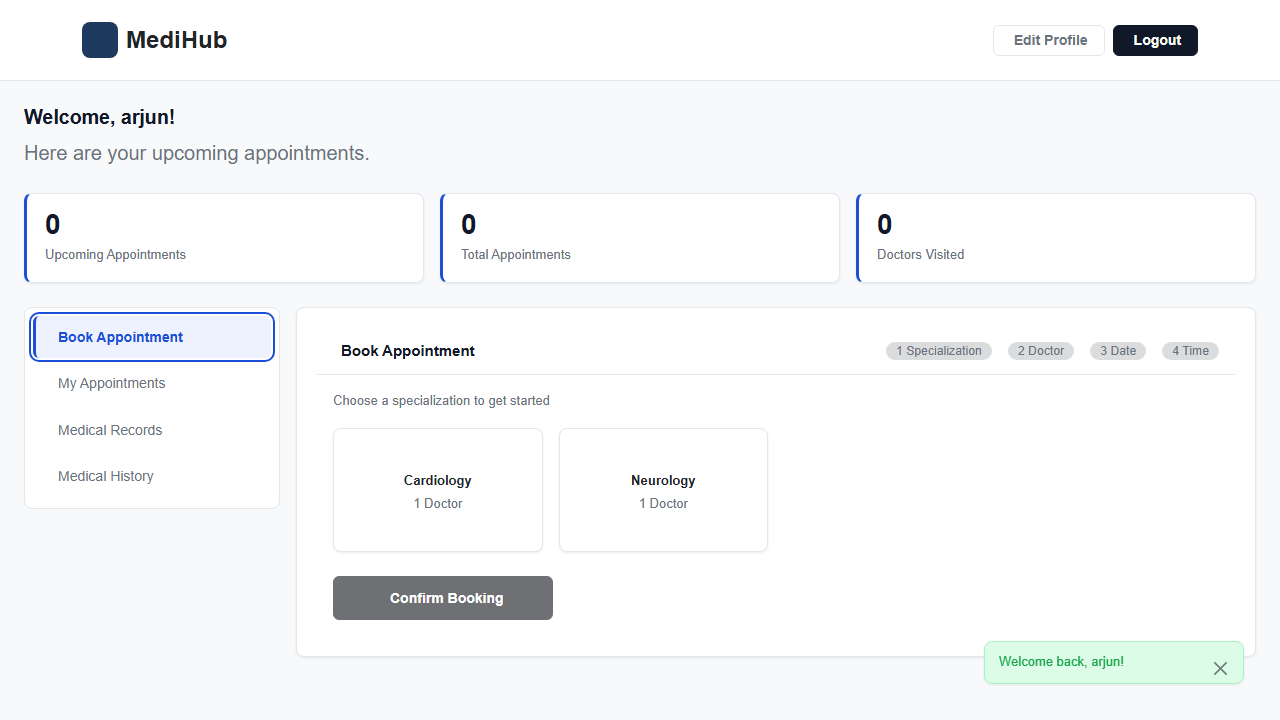 MediHub
Edit Profile
Logout
Welcome, arjun!
Here are your upcoming appointments.
0
Upcoming Appointments
0
Total Appointments
0
Doctors Visited
Book Appointment
My Appointments
Medical Records
Medical History
Book Appointment
1 Specialization
2 Doctor
3 Date
4 Time
Choose a specialization to get started
Cardiology
1 Doctor
Neurology
1 Doctor
Confirm Booking
Welcome back, arjun!